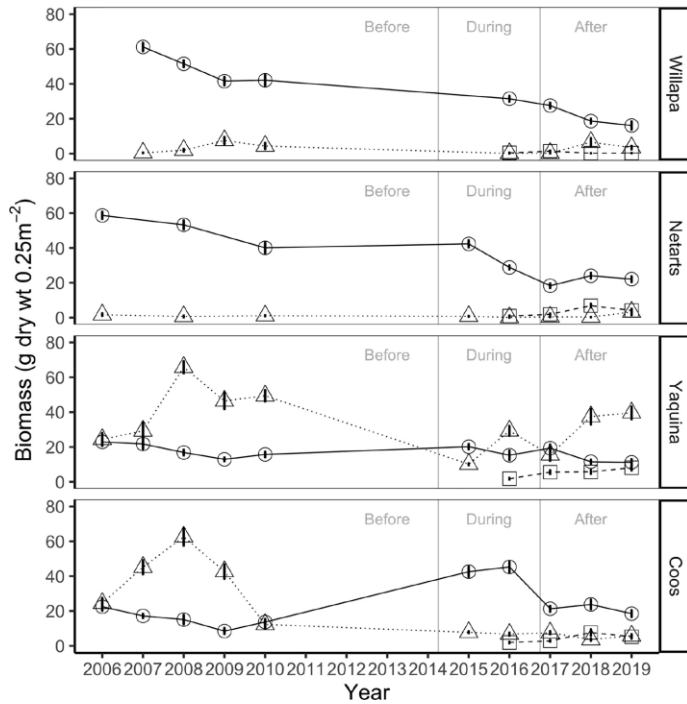 Biomass (g dry wt 0.25m⁻²)
80
60
40
20
0
Before
During
After
Willapa
80
60
40
20
0
Before
During
After
Netarts
80
60
40
20
0
Before
During
After
Yaquina
80
60
40
20
0
Before
During
After
Coos
2006 2007 2008 2009 2010 2011 2012 2013 2014 2015 2016 2017 2018 2019
Year